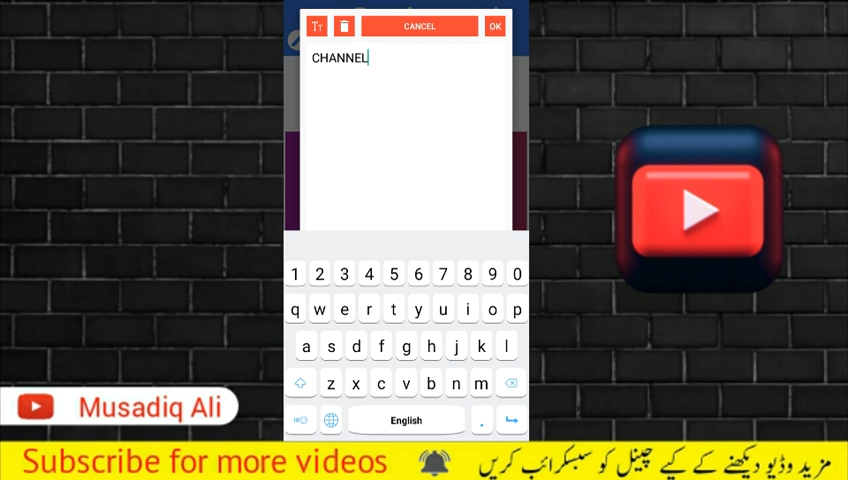 Tт
CANCEL
OK
CHANNEL
1 2 3 4 5 6 7 8 9 0
q w e r t y u i o p
a s d f g h j k l
z x c v b n m
English .
Musadiq Ali
Subscribe for more videos
مزید وڈیو دیکھنے کے لیے چینل کو سبسکرائب کریں